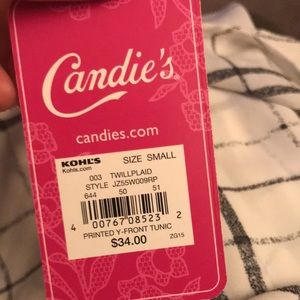 Candie's
candies.com
KOHL'S SIZE SMALL
Kohls.com
003 TWILLPLAID
STYLE JZ55W009RP
644 50 51
4 00767 08523 2
PRINTED Y-FRONT TUNIC
$34.00 ZG15